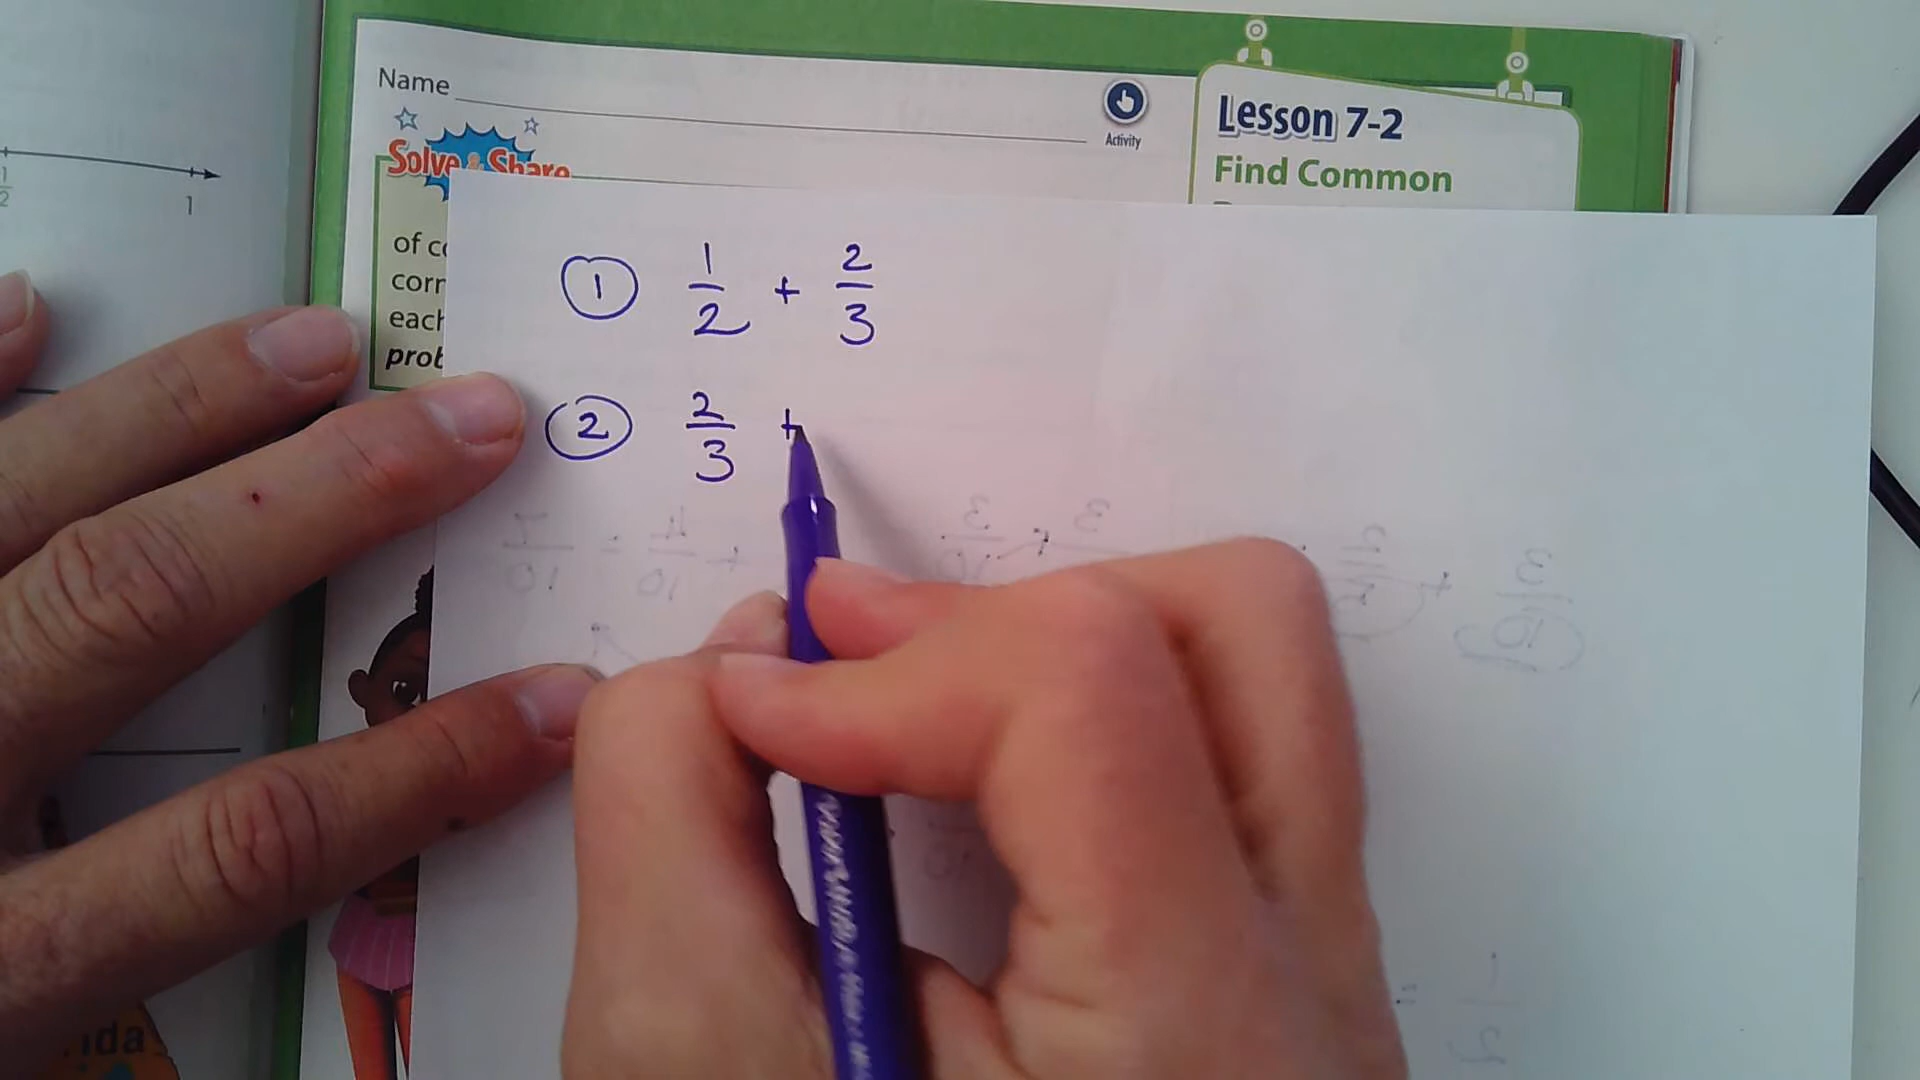 Name
Activity
Lesson 7-2
Find Common
Solve & Share
1/2
1
of
corr
each
prob
① 1/2 + 2/3
② 2/3 +